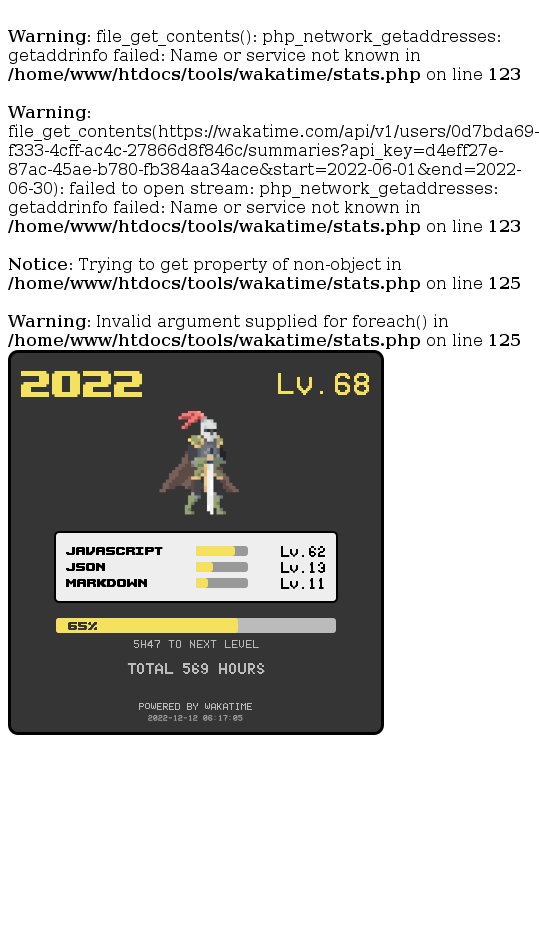 Warning: file_get_contents(): php_network_getaddresses:
getaddrinfo failed: Name or service not known in
/home/www/htdocs/tools/wakatime/stats.php on line 123
Warning:
file_get_contents(https://wakatime.com/api/v1/users/0d7bda69-
f333-4cff-ac4c-27866d8f846c/summaries?api_key=d4eff27e-
87ac-45ae-b780-fb384aa34ace&start=2022-06-01&end=2022-
06-30): failed to open stream: php_network_getaddresses:
getaddrinfo failed: Name or service not known in
/home/www/htdocs/tools/wakatime/stats.php on line 123
Notice: Trying to get property of non-object in
/home/www/htdocs/tools/wakatime/stats.php on line 125
Warning: Invalid argument supplied for foreach() in
/home/www/htdocs/tools/wakatime/stats.php on line 125
2022 Lv.68
JAVASCRIPT Lv.62
JSON Lv.13
MARKDOWN Lv.11
65%
5H47 TO NEXT LEVEL
TOTAL 569 HOURS
POWERED BY WAKATIME
2022-12-12 06:17:05